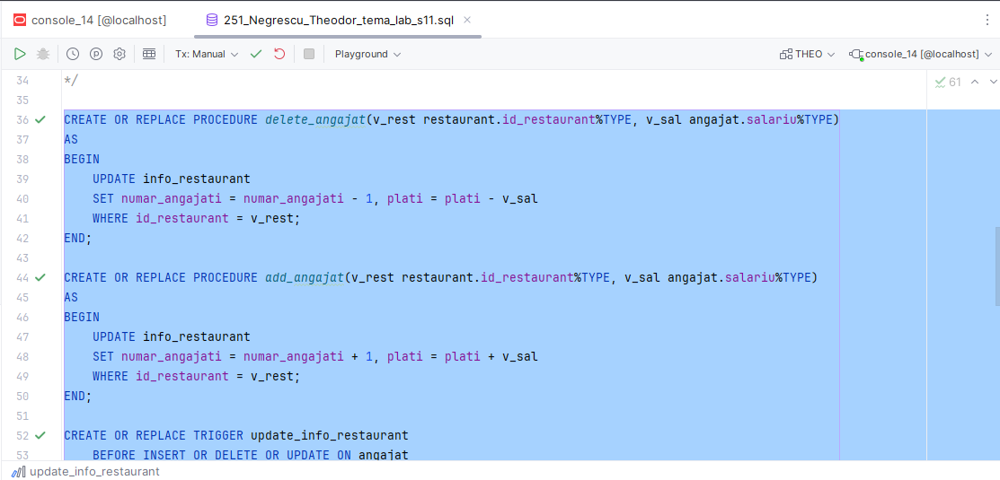 console_14 [@localhost] 251_Negrescu_Theodor_tema_lab_s11.sql
Tx: Manual Playground THEO console_14 [@localhost]
34 */ 61
35
36 CREATE OR REPLACE PROCEDURE delete_angajat(v_rest restaurant.id_restaurant%TYPE, v_sal angajat.salariu%TYPE)
37 AS
38 BEGIN
39 UPDATE info_restaurant
40 SET numar_angajati = numar_angajati - 1, plati = plati - v_sal
41 WHERE id_restaurant = v_rest;
42 END;
43
44 CREATE OR REPLACE PROCEDURE add_angajat(v_rest restaurant.id_restaurant%TYPE, v_sal angajat.salariu%TYPE)
45 AS
46 BEGIN
47 UPDATE info_restaurant
48 SET numar_angajati = numar_angajati + 1, plati = plati + v_sal
49 WHERE id_restaurant = v_rest;
50 END;
51
52 CREATE OR REPLACE TRIGGER update_info_restaurant
53 BEFORE INSERT OR DELETE OR UPDATE ON angajat
update_info_restaurant